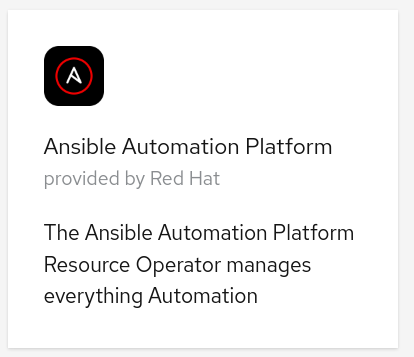 Ansible Automation Platform
provided by Red Hat
The Ansible Automation Platform
Resource Operator manages
everything Automation